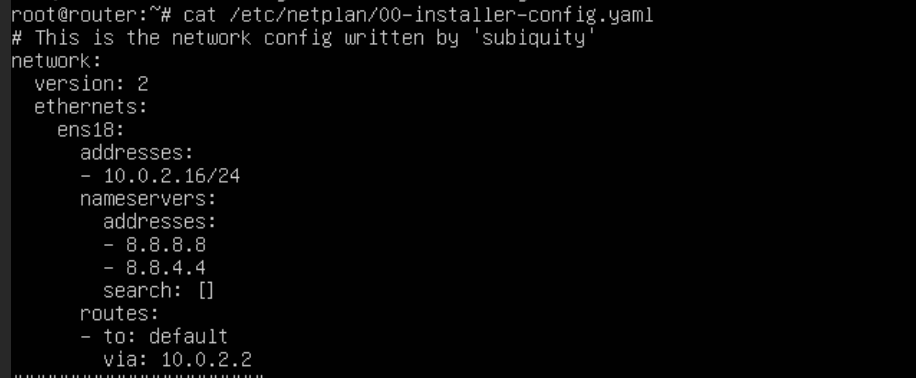 root@router:~# cat /etc/netplan/00-installer-config.yaml
# This is the network config written by 'subiquity'
network:
  version: 2
  ethernets:
    ens18:
      addresses:
      - 10.0.2.16/24
      nameservers:
        addresses:
        - 8.8.8.8
        - 8.8.4.4
        search: []
      routes:
      - to: default
        via: 10.0.2.2